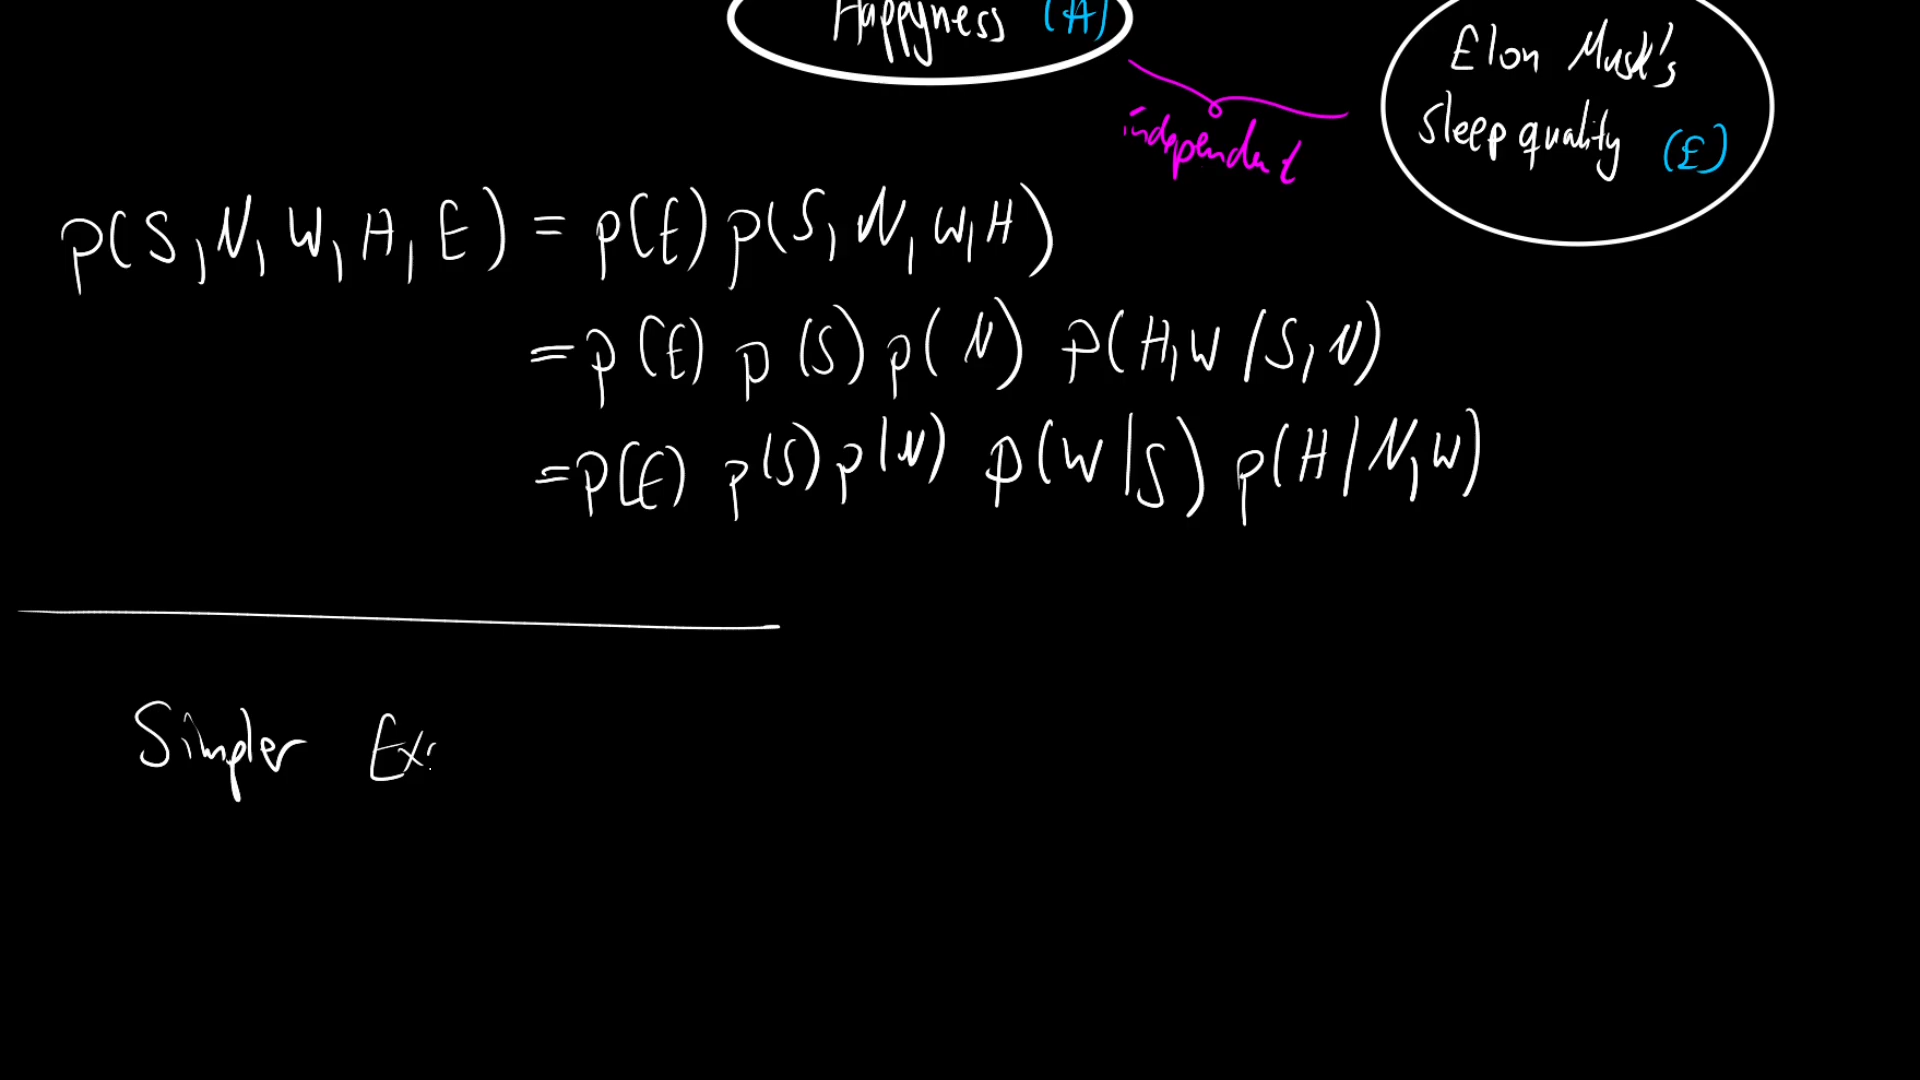 Happyness (H)
Elon Musk's
sleep quality (E)
independent
p(S, N, W, H, E) = p(E) p(S, N, W, H)
= p(E) p(S) p(N) p(H, W | S, N)
= p(E) p(S) p(N) p(W | S) p(H | N, W)
Simpler Ex